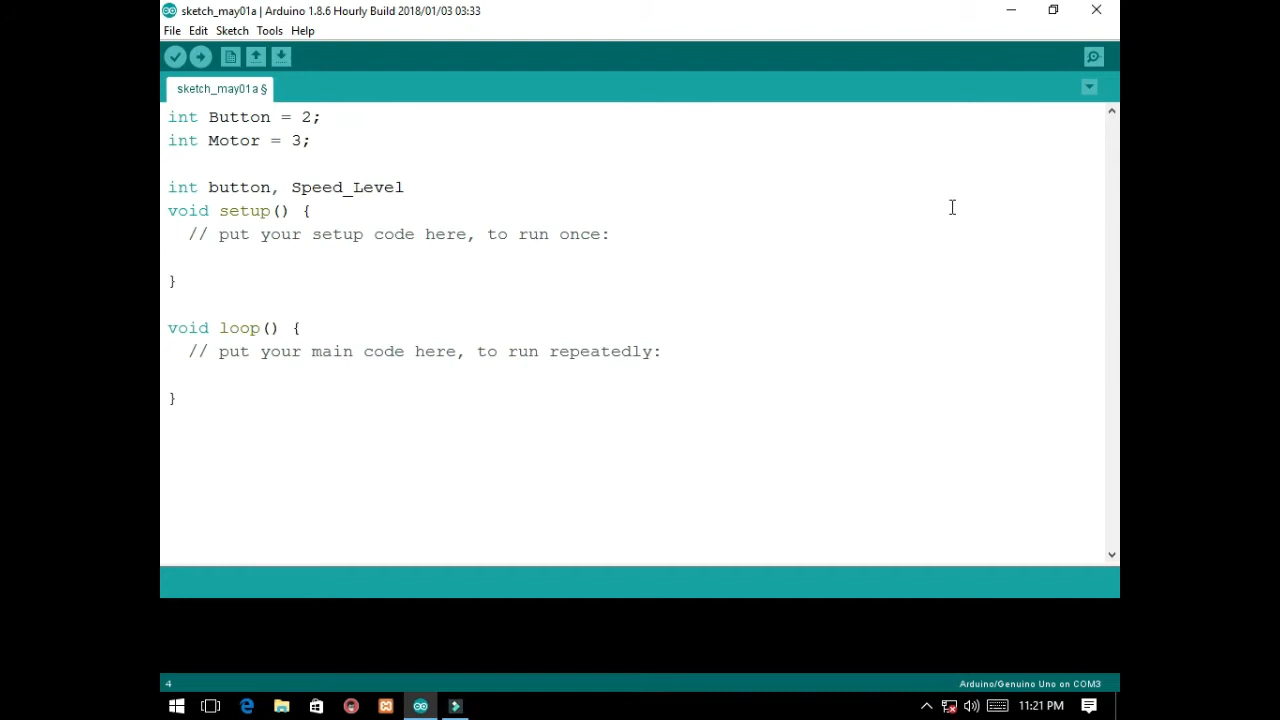 sketch_may01a | Arduino 1.8.6 Hourly Build 2018/01/03 03:33
File Edit Sketch Tools Help
sketch_may01a §
int Button = 2;
int Motor = 3;
int button, Speed_Level
void setup() {
// put your setup code here, to run once:
}
void loop() {
// put your main code here, to run repeatedly:
}
4
Arduino/Genuino Uno on COM3
11:21 PM